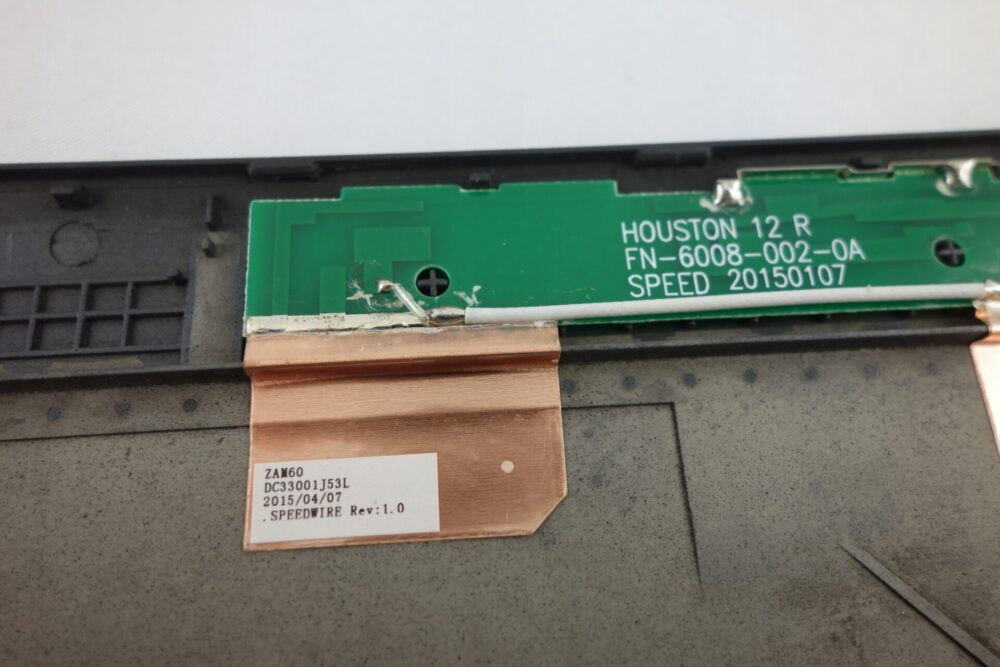 HOUSTON 12 R
FN-6008-002-0A
SPEED 20150107
ZAM60
DC33001J53L
2015/04/07
.SPEEDWIRE Rev:1.0